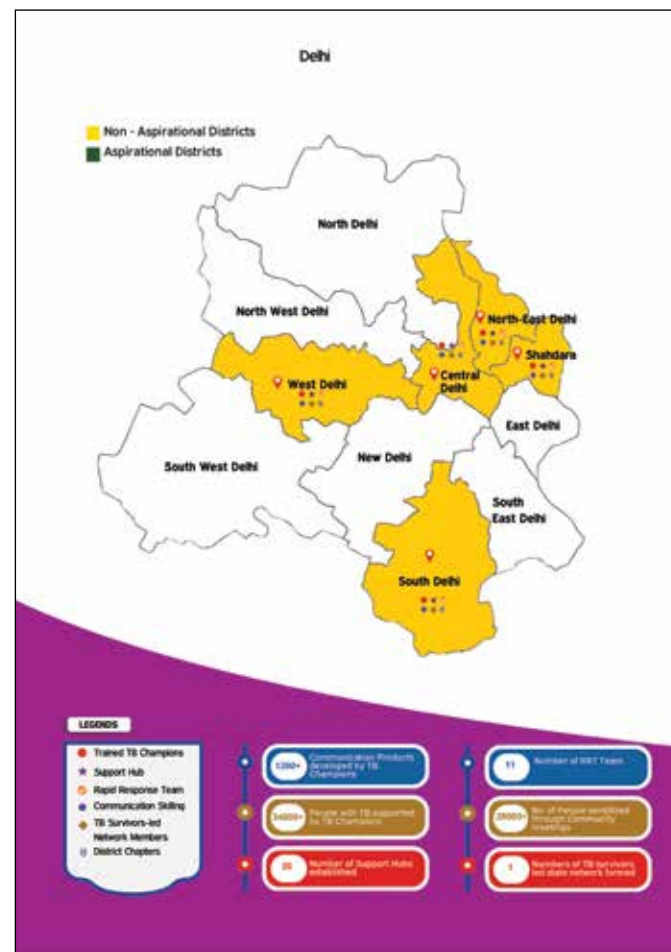 Delhi
Non - Aspirational Districts
Aspirational Districts
North Delhi
North West Delhi
North-East Delhi
Shahdara
West Delhi
Central
Delhi
East Delhi
South West Delhi
New Delhi
South
East Delhi
South Delhi
LEGENDS
Trained TB Champions
Support Hub
Rapid Response Team
Communication Skilling
TB Survivors-led
Network Members
District Chapters
Communication Products
developed by TB
Champions
People with TB supported
by TB Champions
Number of Support Hubs
established
11
Number of RRT Team
No. of People sensitized
through Community
meetings
1
Numbers of TB survivors
led state network formed